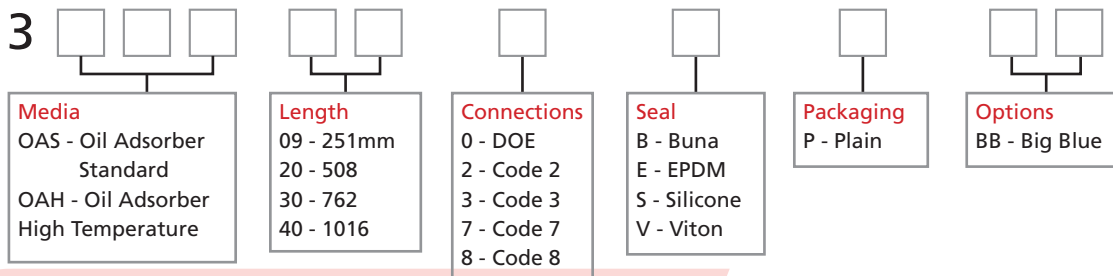 3
Media
OAS - Oil Adsorber
Standard
OAH - Oil Adsorber
High Temperature
Length
09 - 251mm
20 - 508
30 - 762
40 - 1016
Connections
0 - DOE
2 - Code 2
3 - Code 3
7 - Code 7
8 - Code 8
Seal
B - Buna
E - EPDM
S - Silicone
V - Viton
Packaging
P - Plain
Options
BB - Big Blue